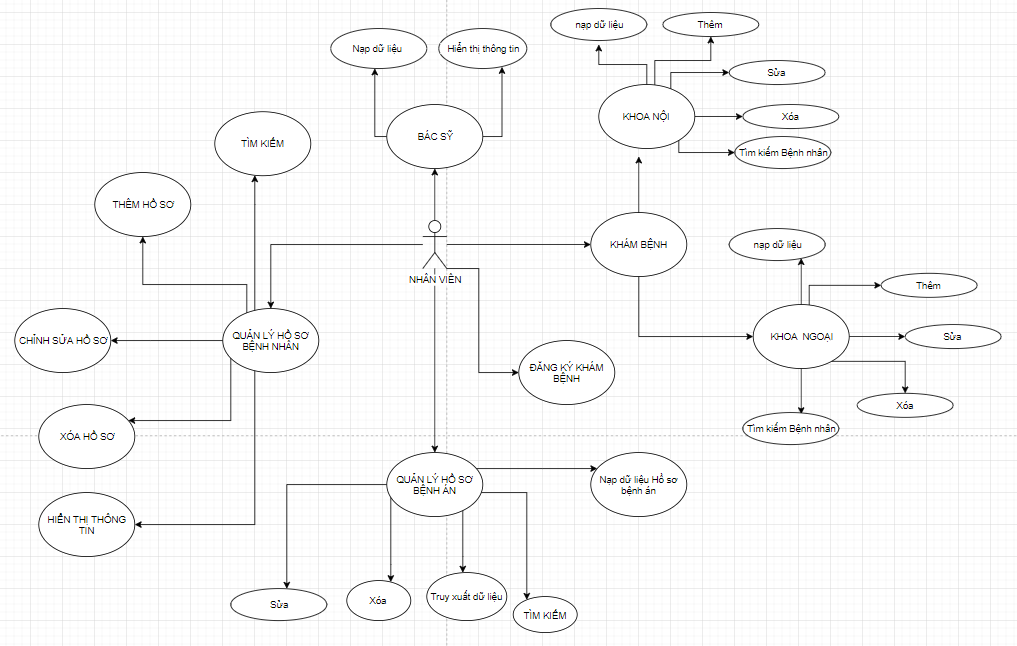 nạp dữ liệu
Thêm
Nạp dữ liệu
Hiển thị thông tin
Sửa
KHOA NỘI
Xóa
BÁC SỸ
TÌM KIẾM
Tìm kiếm Bệnh nhân
THÊM HỒ SƠ
KHÁM BỆNH
nạp dữ liệu
NHÂN VIÊN
Thêm
QUẢN LÝ HỒ SƠ
BỆNH NHÂN
CHỈNH SỬA HỒ SƠ
KHOA NGOẠI
Sửa
ĐĂNG KÝ KHÁM
BỆNH
Xóa
Tìm kiếm Bệnh nhân
XÓA HỒ SƠ
QUẢN LÝ HỒ SƠ
BỆNH ÁN
Nạp dữ liệu Hồ sơ
bệnh án
HIỂN THỊ THÔNG
TIN
Sửa
Xóa
Truy xuất dữ liệu
TÌM KIẾM